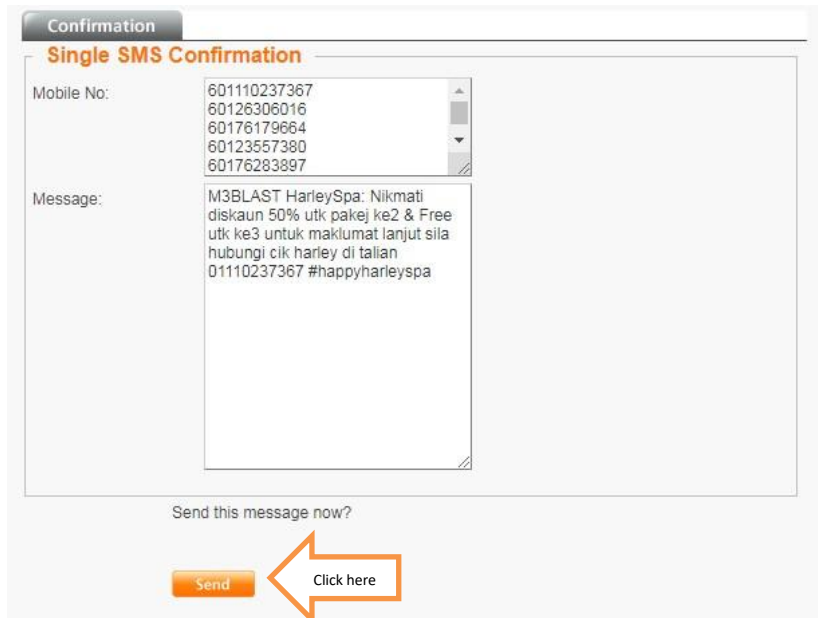 Confirmation
Single SMS Confirmation
Mobile No:
601110237367
60126306016
60176179664
60123557380
60176283897
Message:
M3BLAST HarleySpa: Nikmati
diskaun 50% utk pakej ke2 & Free
utk ke3 untuk maklumat lanjut sila
hubungi cik harley di talian
01110237367 #happyharleyspa
Send this message now?
Send
Click here